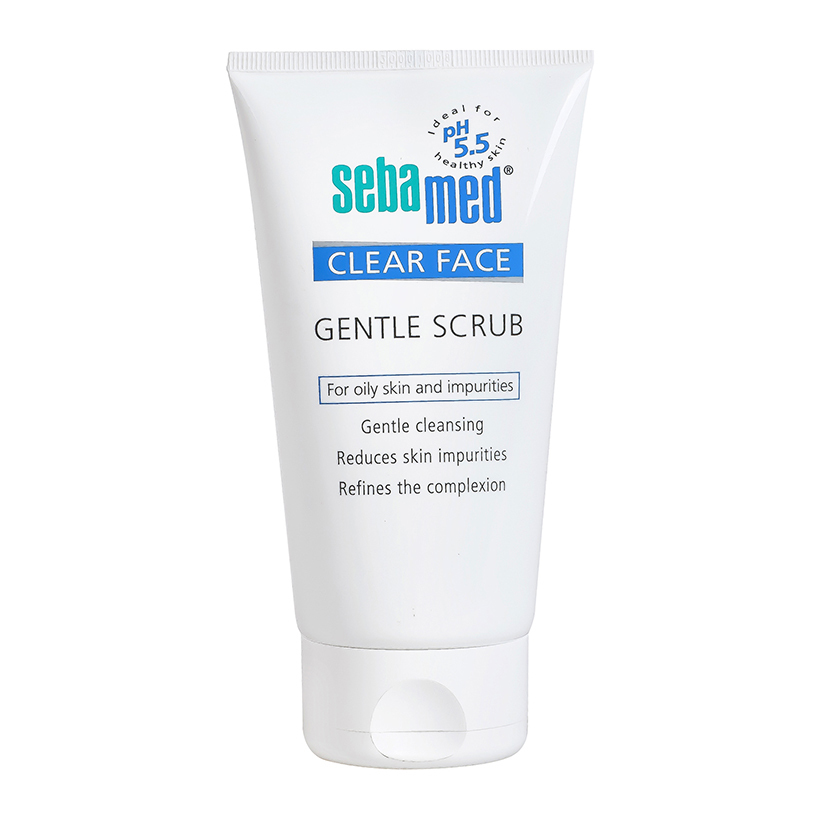 Ideal for
pH
5.5
healthy skin
sebamed®
CLEAR FACE
GENTLE SCRUB
For oily skin and impurities
Gentle cleansing
Reduces skin impurities
Refines the complexion